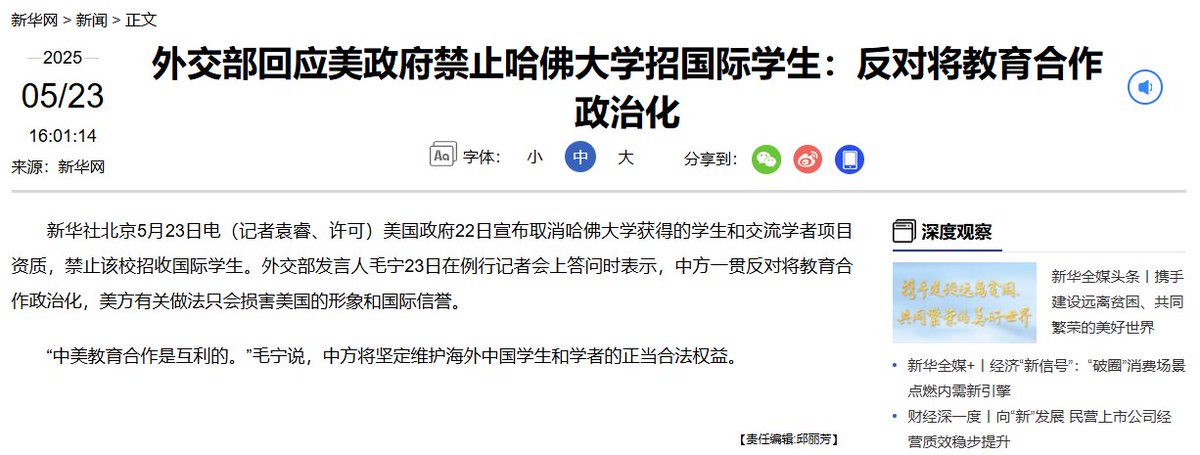 新华网 > 新闻 > 正文
2025
05/23
16:01:14
来源：新华网
外交部回应美政府禁止哈佛大学招国际学生：反对将教育合作
政治化
Aa 字体： 小 中 大 分享到：
新华社北京5月23日电（记者袁睿、许可）美国政府22日宣布取消哈佛大学获得的学生和交流学者项目
资质，禁止该校招收国际学生。外交部发言人毛宁23日在例行记者会上答问时表示，中方一贯反对将教育合
作政治化，美方有关做法只会损害美国的形象和国际信誉。
“中美教育合作是互利的。”毛宁说，中方将坚定维护海外中国学生和学者的正当合法权益。
【责任编辑:邱丽芳】
深度观察
携手建设远离贫困、
共同繁荣的美好世界
新华全媒头条丨携手
建设远离贫困、共同
繁荣的美好世界
新华全媒+丨经济“新信号”：“破圈”消费场景
点燃内需新引擎
财经深一度丨向“新”发展 民营上市公司经
营质效稳步提升